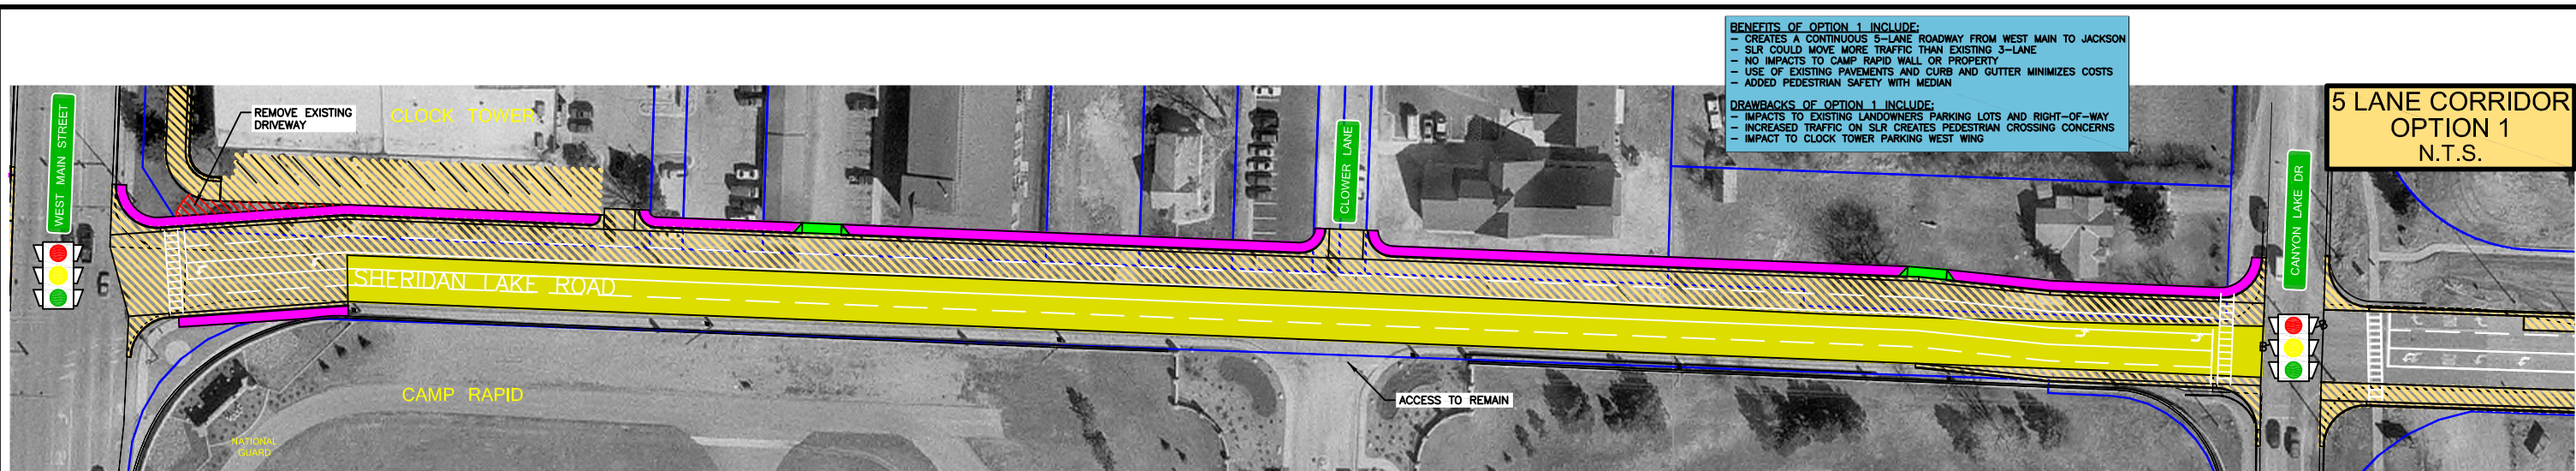 BENEFITS OF OPTION 1 INCLUDE:
– CREATES A CONTINUOUS 5–LANE ROADWAY FROM WEST MAIN TO JACKSON
– SLR COULD MOVE MORE TRAFFIC THAN EXISTING 3–LANE
– NO IMPACTS TO CAMP RAPID WALL OR PROPERTY
– USE OF EXISTING PAVEMENTS AND CURB AND GUTTER MINIMIZES COSTS
– ADDED PEDESTRIAN SAFETY WITH MEDIAN
DRAWBACKS OF OPTION 1 INCLUDE:
– IMPACTS TO EXISTING LANDOWNERS PARKING LOTS AND RIGHT–OF–WAY
– INCREASED TRAFFIC ON SLR CREATES PEDESTRIAN CROSSING CONCERNS
– IMPACT TO CLOCK TOWER PARKING WEST WING
5 LANE CORRIDOR
OPTION 1
N.T.S.
WEST MAIN STREET
REMOVE EXISTING
DRIVEWAY
CLOCK TOWER
CLOWER LANE
CANYON LAKE DR
SHERIDAN LAKE ROAD
CAMP RAPID
ACCESS TO REMAIN
NATIONAL
GUARD